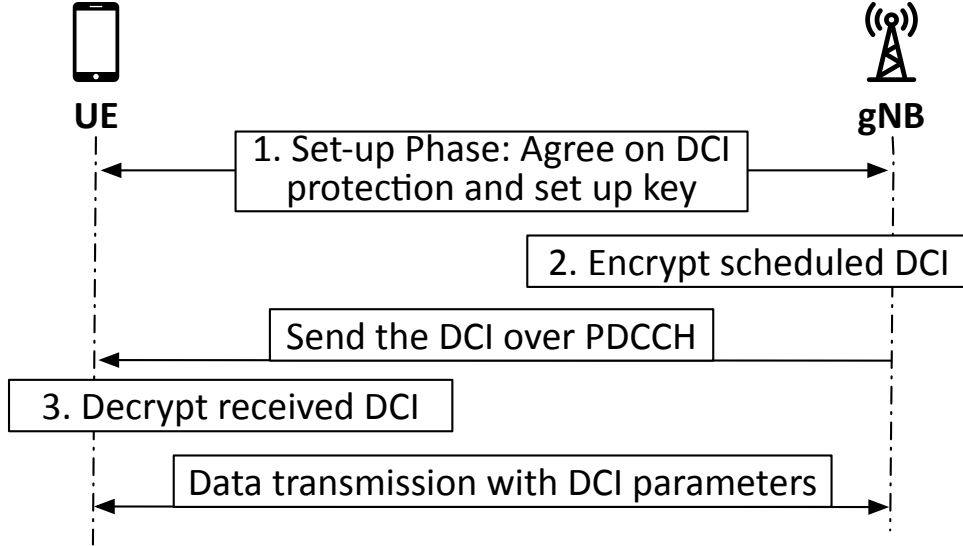 UE
gNB
1. Set-up Phase: Agree on DCI
protection and set up key
2. Encrypt scheduled DCI
Send the DCI over PDCCH
3. Decrypt received DCI
Data transmission with DCI parameters